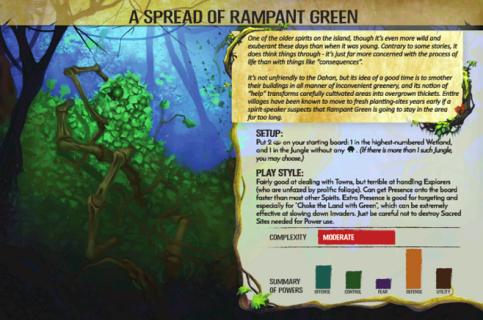 A SPREAD OF RAMPANT GREEN
One of the older spirits on the island, though it's even more wild and
exuberant these days than when it was young. Contrary to some stories, it
does think things through - it's just far more concerned with the process of
life than with things like "consequences".
It's not unfriendly to the Dahan, but its idea of a good time is to smother
their buildings in all manner of inconvenient greenery, and its notion of
"help" transforms carefully cultivated areas into overgrown thickets. Entire
villages have been known to move to fresh planting-sites years early if a
spirit-speaker suspects that Rampant Green is going to stay in the area
for too long.
SETUP:
Put 2 on your starting board: 1 in the highest-numbered Wetland,
and 1 in the Jungle without any . (If there is more than 1 such Jungle,
you may choose.)
PLAY STYLE:
Fairly good at dealing with Towns, but terrible at handling Explorers
(who are unfazed by prolific foliage). Can get Presence onto the board
faster than most other Spirits. Extra Presence is good for targeting and
especially for "Choke the Land with Green", which can be extremely
effective at slowing down Invaders. Just be careful not to destroy Sacred
Sites needed for Power use.
COMPLEXITY MODERATE
SUMMARY
OF POWERS
OFFENSE CONTROL FEAR DEFENSE UTILITY